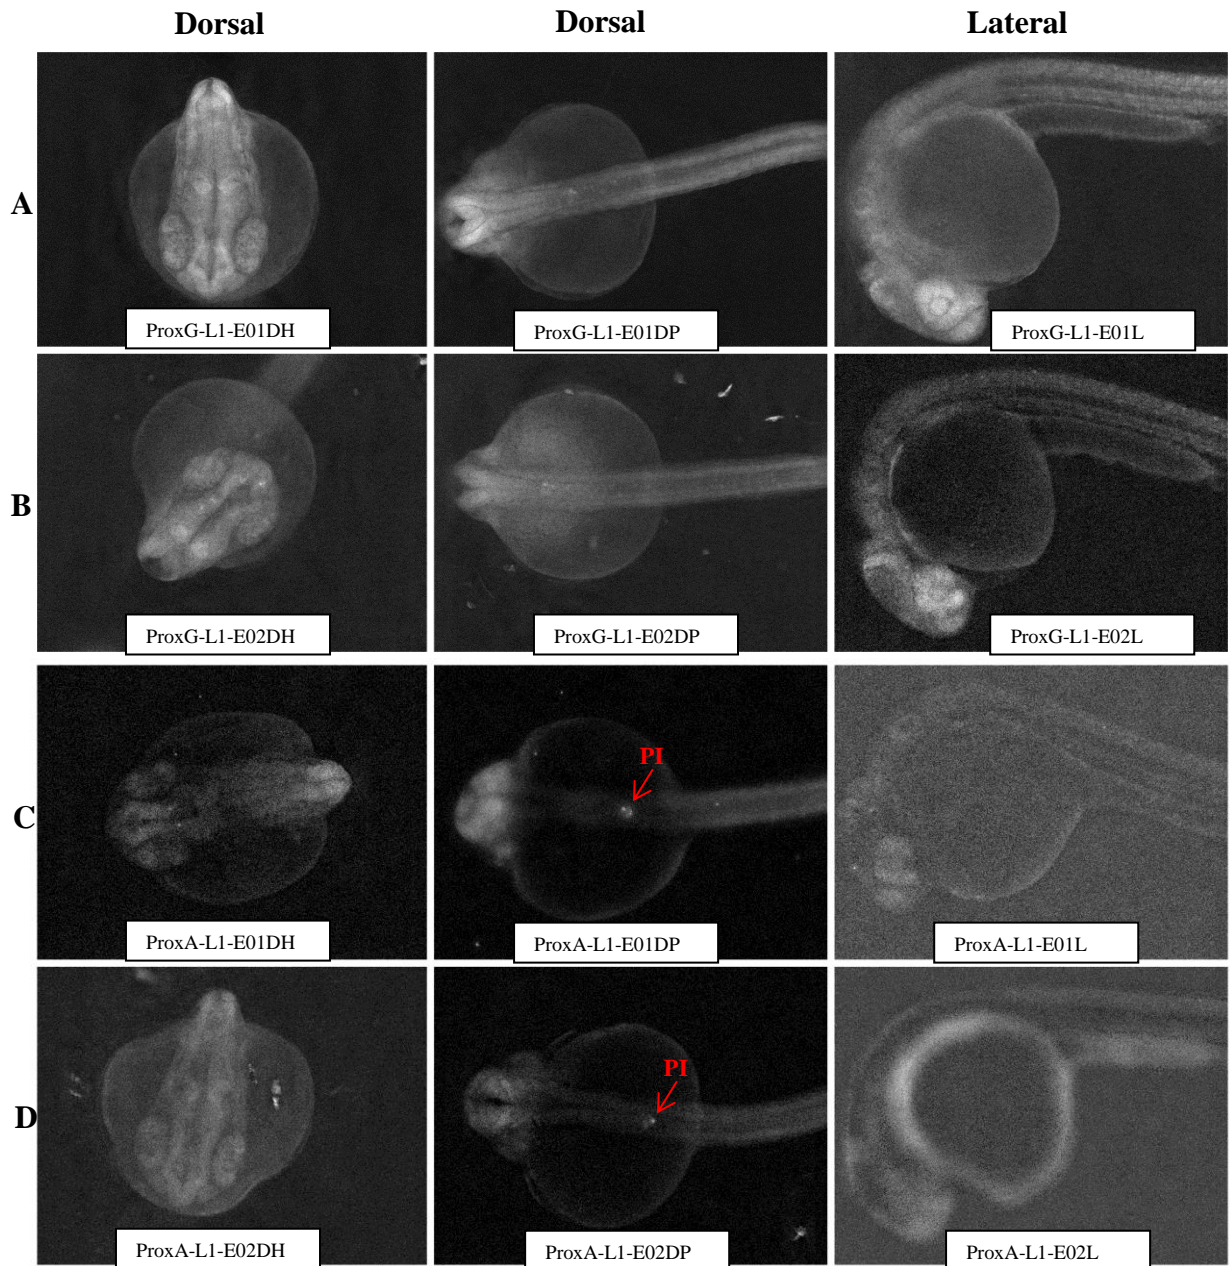 Dorsal Dorsal Lateral
A
ProxG-L1-E01DH ProxG-L1-E01DP ProxG-L1-E01L
B
ProxG-L1-E02DH ProxG-L1-E02DP ProxG-L1-E02L
PI
C
ProxA-L1-E01DH ProxA-L1-E01DP ProxA-L1-E01L
PI
D
ProxA-L1-E02DH ProxA-L1-E02DP ProxA-L1-E02L